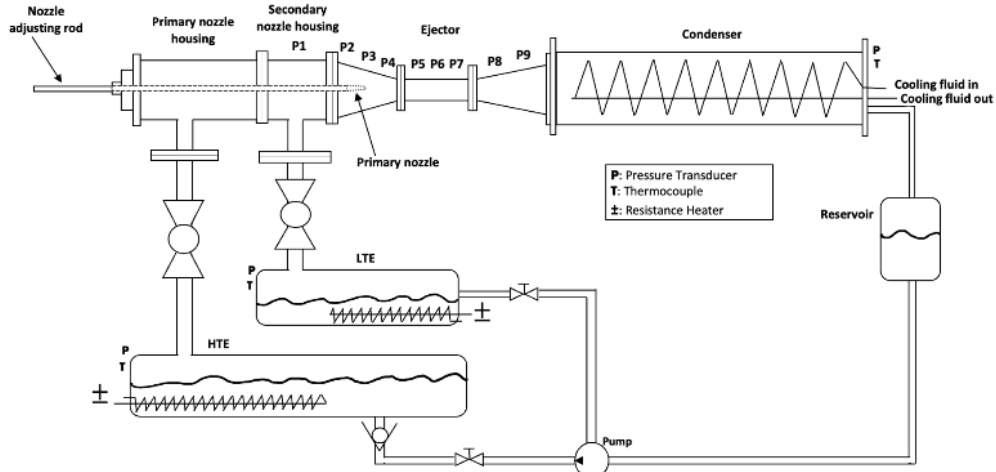 Nozzle
adjusting rod
Primary nozzle
housing
Secondary
nozzle housing
P1
P2
P3
P4
Ejector
P5 P6 P7
P8
P9
Condenser
P
T
Cooling fluid in
Cooling fluid out
Primary nozzle
P: Pressure Transducer
T: Thermocouple
±: Resistance Heater
Reservoir
LTE
P
T
±
HTE
P
T
±
Pump